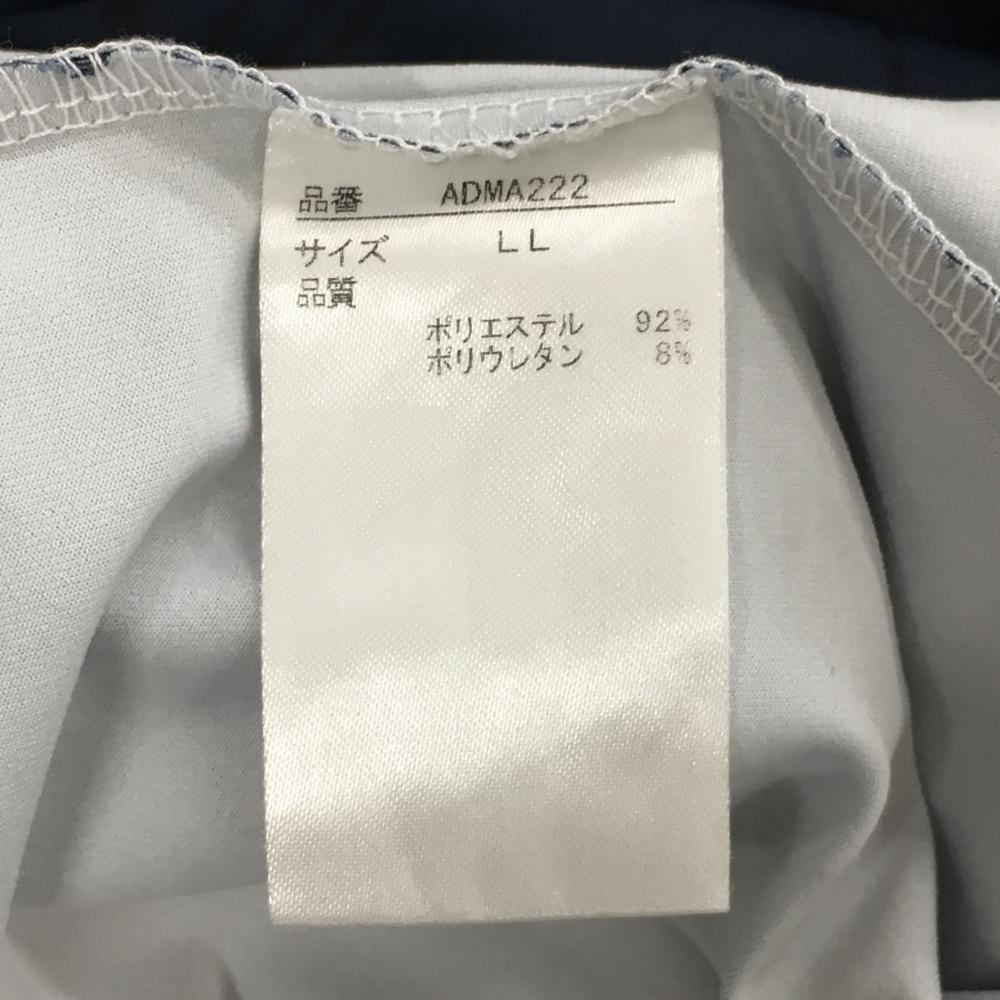 品番 ADMA222
サイズ LL
品質
ポリエステル 92%
ポリウレタン 8%